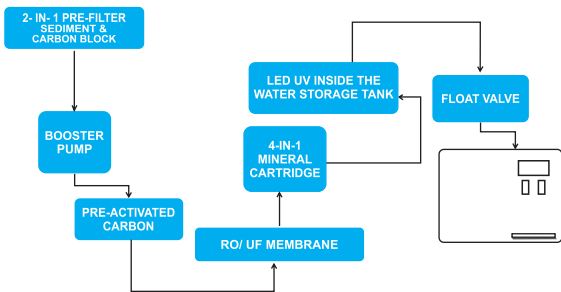 2- IN- 1 PRE-FILTER
SEDIMENT &
CARBON BLOCK
BOOSTER
PUMP
PRE-ACTIVATED
CARBON
RO/ UF MEMBRANE
4-IN-1
MINERAL
CARTRIDGE
LED UV INSIDE THE
WATER STORAGE TANK
FLOAT VALVE